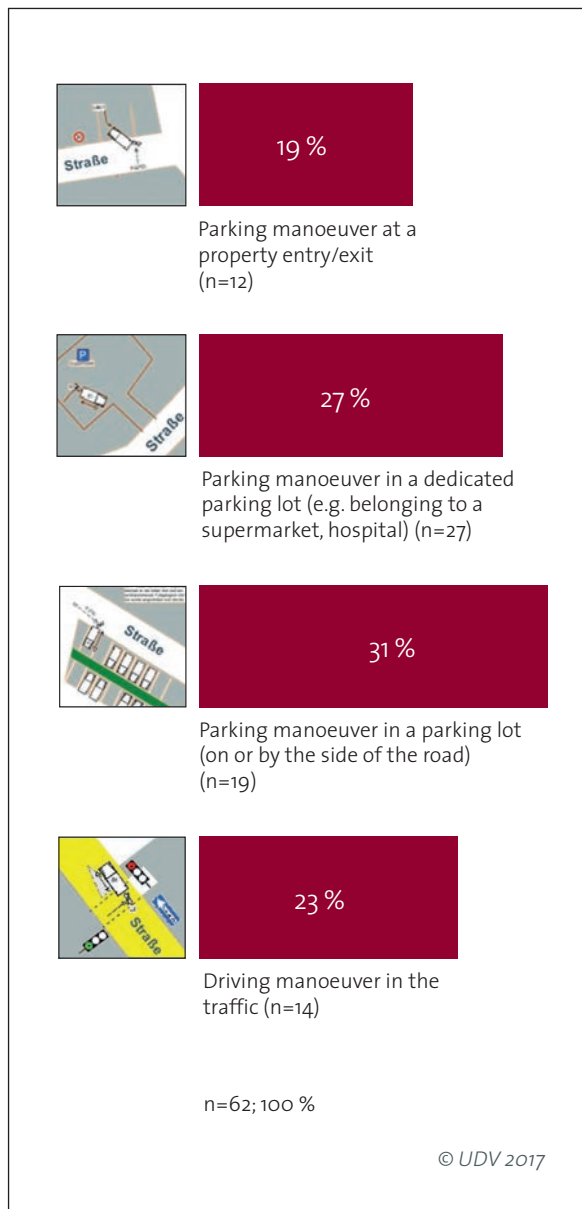 Straße
19 %
Parking manoeuver at a
property entry/exit
(n=12)
P
Straße
27 %
Parking manoeuver in a dedicated
parking lot (e.g. belonging to a
supermarket, hospital) (n=27)
Straße
31 %
Parking manoeuver in a parking lot
(on or by the side of the road)
(n=19)
Straße
23 %
Driving manoeuver in the
traffic (n=14)
n=62; 100 %
© UDV 2017